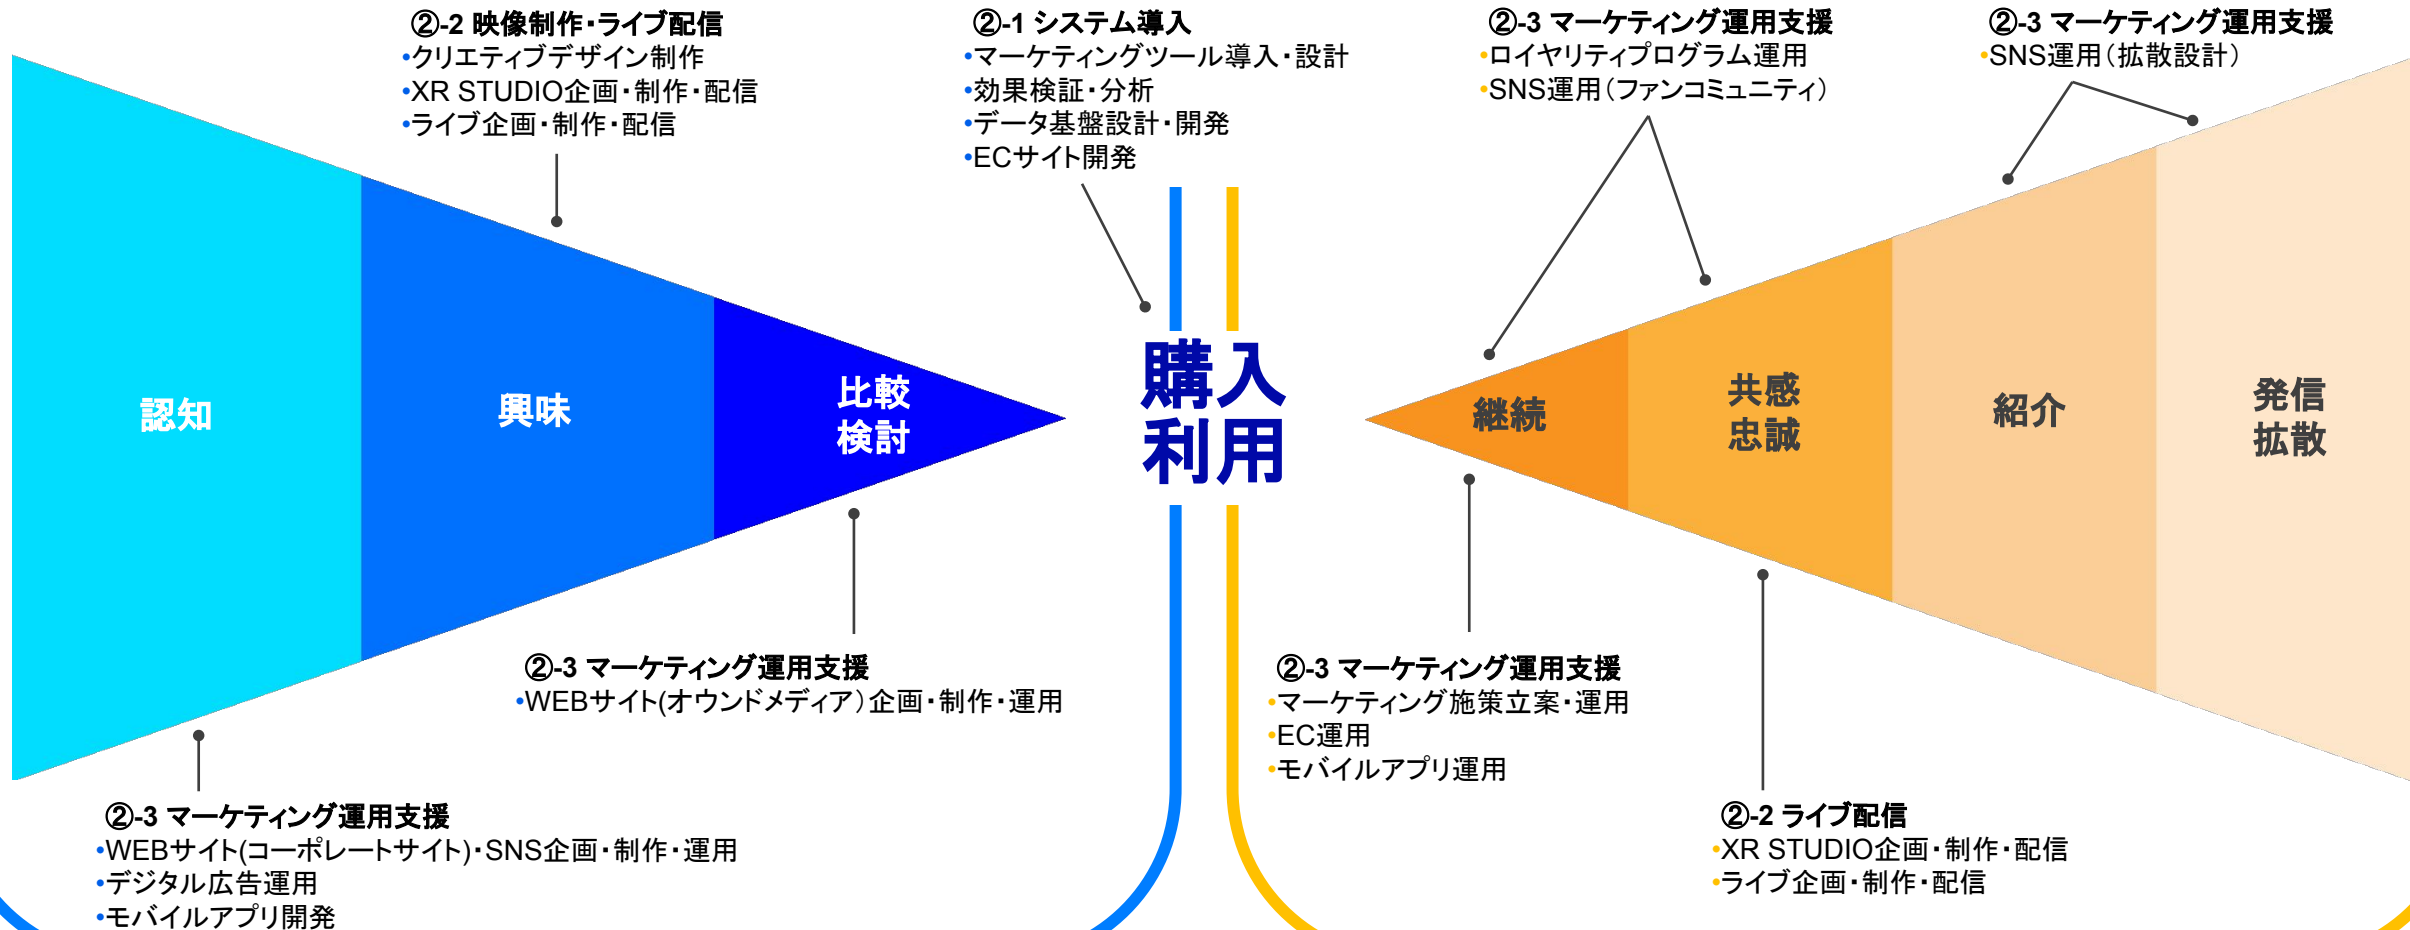 ②-2 映像制作・ライブ配信
•クリエティブデザイン制作
•XR STUDIO企画・制作・配信
•ライブ企画・制作・配信
②-1 システム導入
•マーケティングツール導入・設計
•効果検証・分析
•データ基盤設計・開発
•ECサイト開発
②-3 マーケティング運用支援
•ロイヤリティプログラム運用
•SNS運用（ファンコミュニティ）
②-3 マーケティング運用支援
•SNS運用（拡散設計）
認知
興味
比較
検討
購入
利用
継続
共感
忠誠
紹介
発信
拡散
②-3 マーケティング運用支援
•WEBサイト(オウンドメディア）企画・制作・運用
②-3 マーケティング運用支援
•マーケティング施策立案・運用
•EC運用
•モバイルアプリ運用
②-3 マーケティング運用支援
•WEBサイト(コーポレートサイト)・SNS企画・制作・運用
•デジタル広告運用
•モバイルアプリ開発
②-2 ライブ配信
•XR STUDIO企画・制作・配信
•ライブ企画・制作・配信